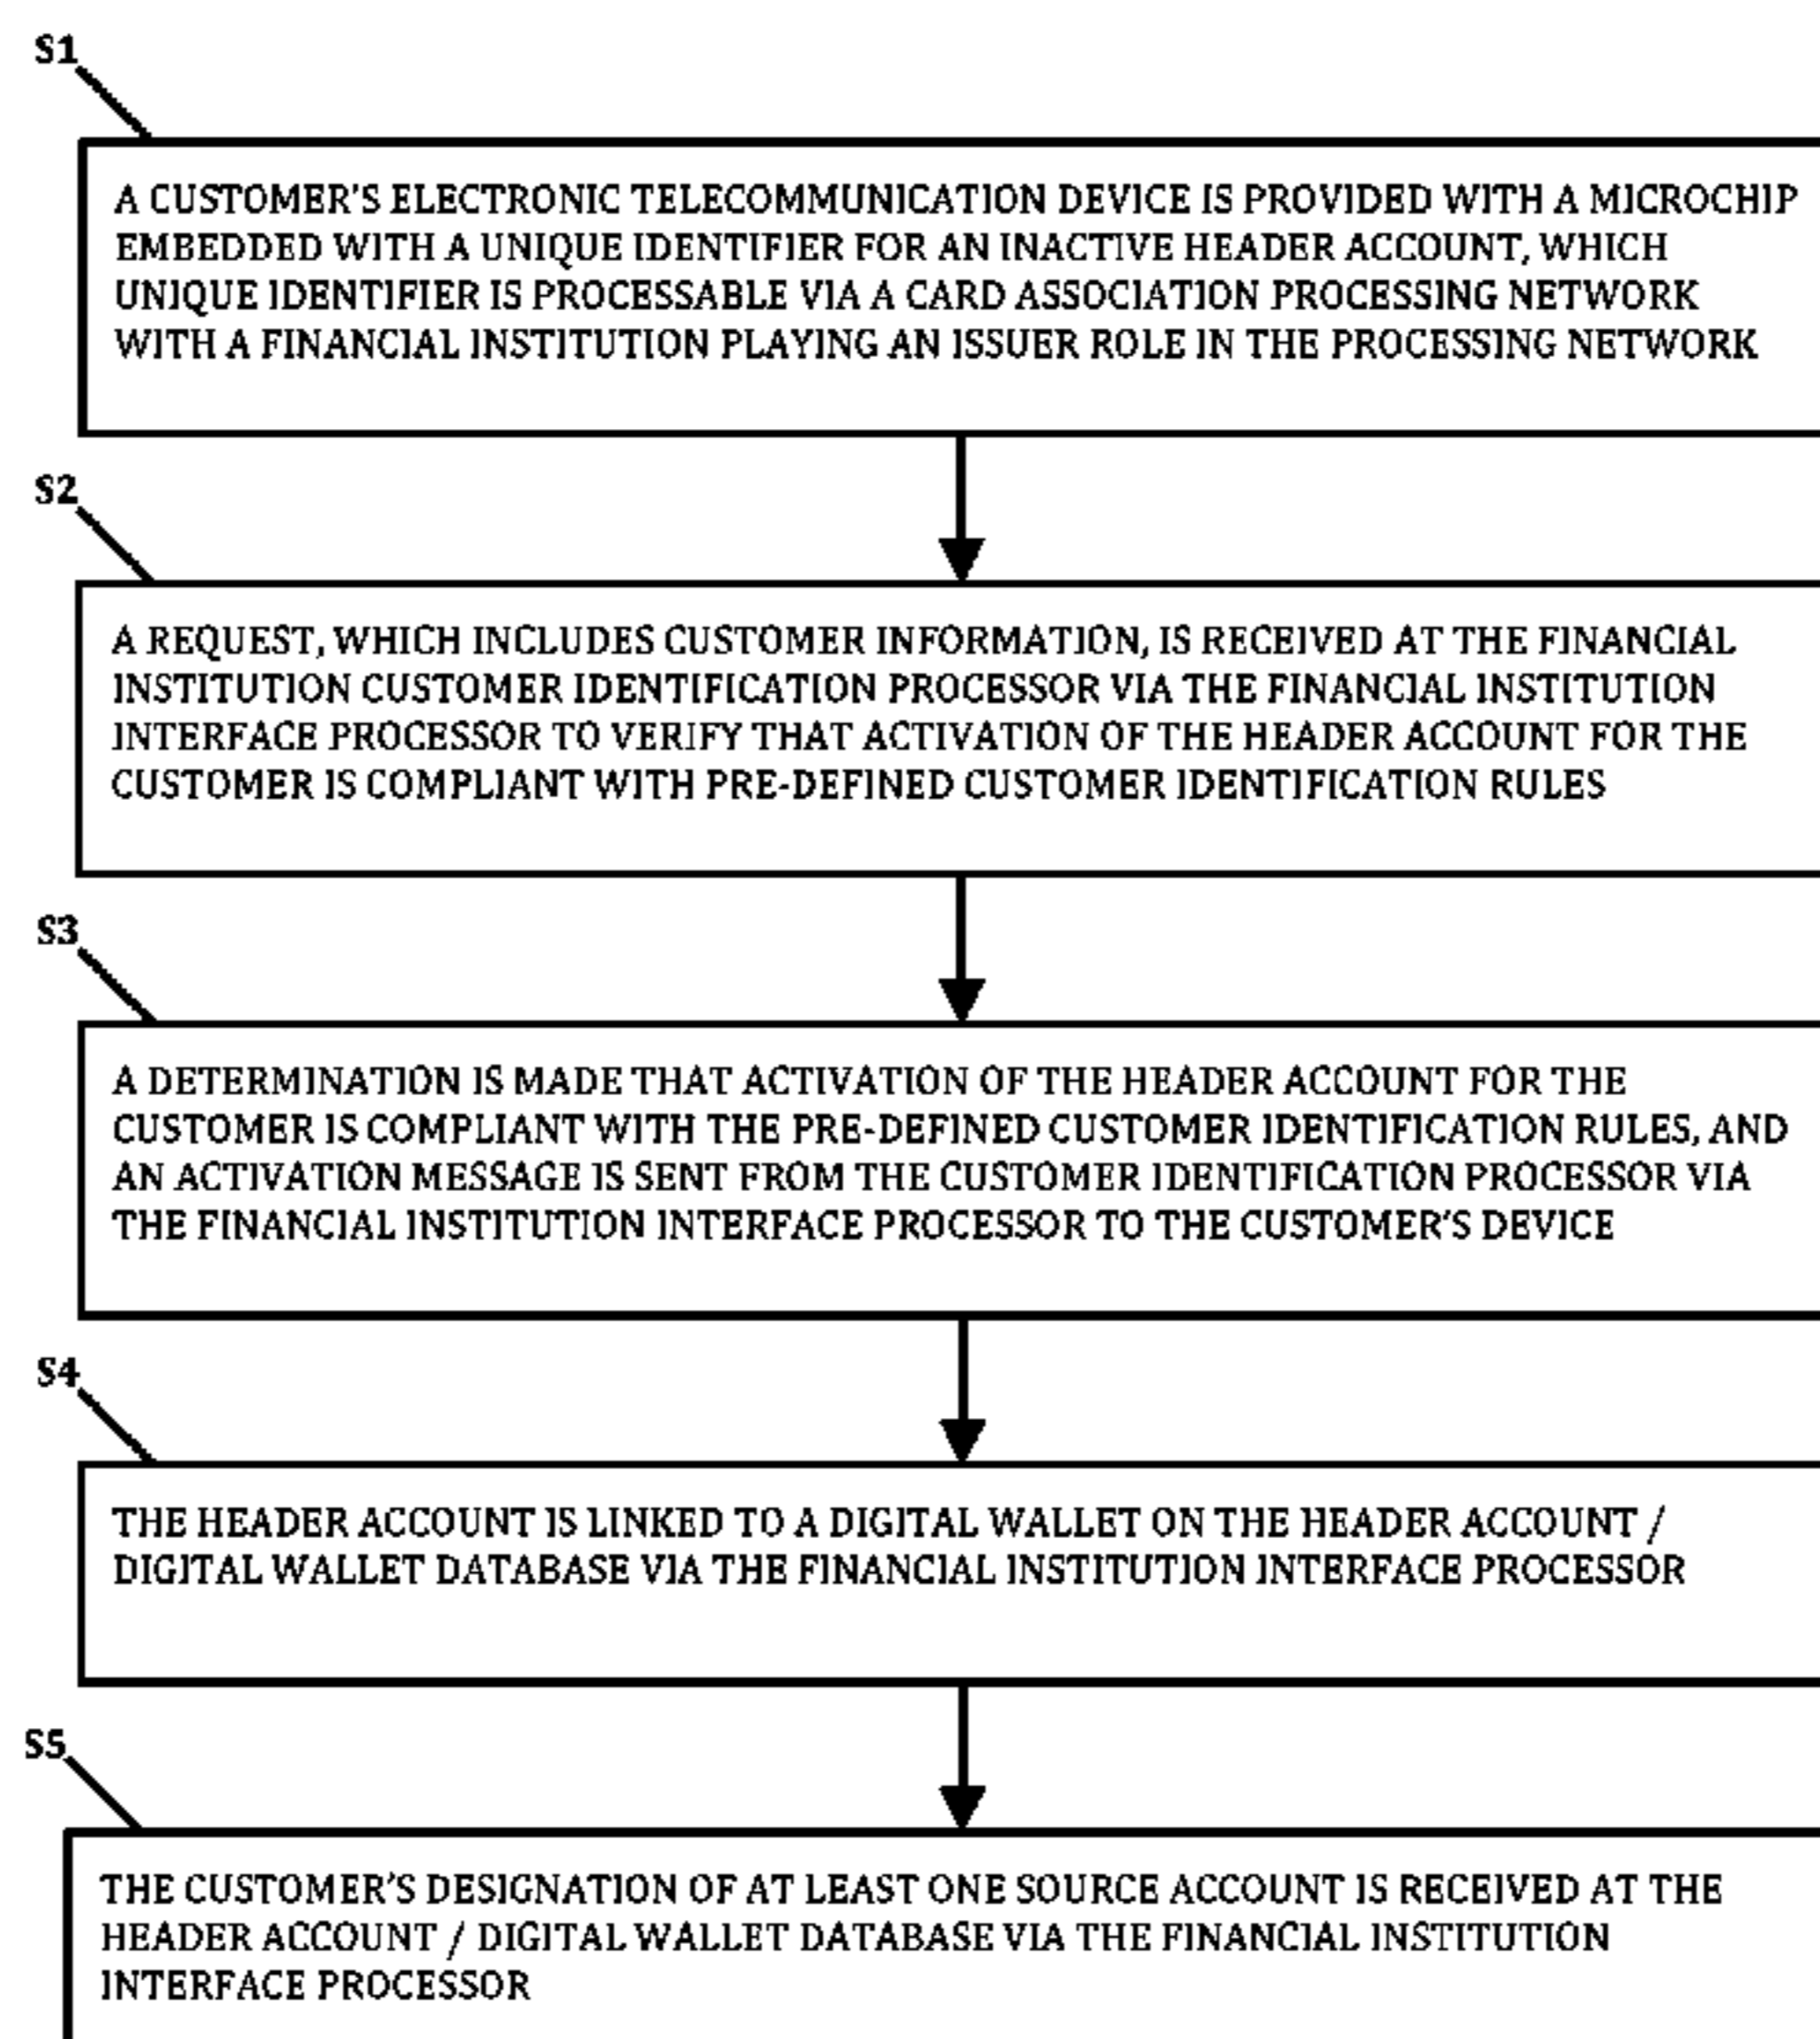 S1
A CUSTOMER'S ELECTRONIC TELECOMMUNICATION DEVICE IS PROVIDED WITH A MICROCHIP
EMBEDDED WITH A UNIQUE IDENTIFIER FOR AN INACTIVE HEADER ACCOUNT, WHICH
UNIQUE IDENTIFIER IS PROCESSABLE VIA A CARD ASSOCIATION PROCESSING NETWORK
WITH A FINANCIAL INSTITUTION PLAYING AN ISSUER ROLE IN THE PROCESSING NETWORK
S2
A REQUEST, WHICH INCLUDES CUSTOMER INFORMATION, IS RECEIVED AT THE FINANCIAL
INSTITUTION CUSTOMER IDENTIFICATION PROCESSOR VIA THE FINANCIAL INSTITUTION
INTERFACE PROCESSOR TO VERIFY THAT ACTIVATION OF THE HEADER ACCOUNT FOR THE
CUSTOMER IS COMPLIANT WITH PRE-DEFINED CUSTOMER IDENTIFICATION RULES
S3
A DETERMINATION IS MADE THAT ACTIVATION OF THE HEADER ACCOUNT FOR THE
CUSTOMER IS COMPLIANT WITH THE PRE-DEFINED CUSTOMER IDENTIFICATION RULES, AND
AN ACTIVATION MESSAGE IS SENT FROM THE CUSTOMER IDENTIFICATION PROCESSOR VIA
THE FINANCIAL INSTITUTION INTERFACE PROCESSOR TO THE CUSTOMER'S DEVICE
S4
THE HEADER ACCOUNT IS LINKED TO A DIGITAL WALLET ON THE HEADER ACCOUNT /
DIGITAL WALLET DATABASE VIA THE FINANCIAL INSTITUTION INTERFACE PROCESSOR
S5
THE CUSTOMER'S DESIGNATION OF AT LEAST ONE SOURCE ACCOUNT IS RECEIVED AT THE
HEADER ACCOUNT / DIGITAL WALLET DATABASE VIA THE FINANCIAL INSTITUTION
INTERFACE PROCESSOR